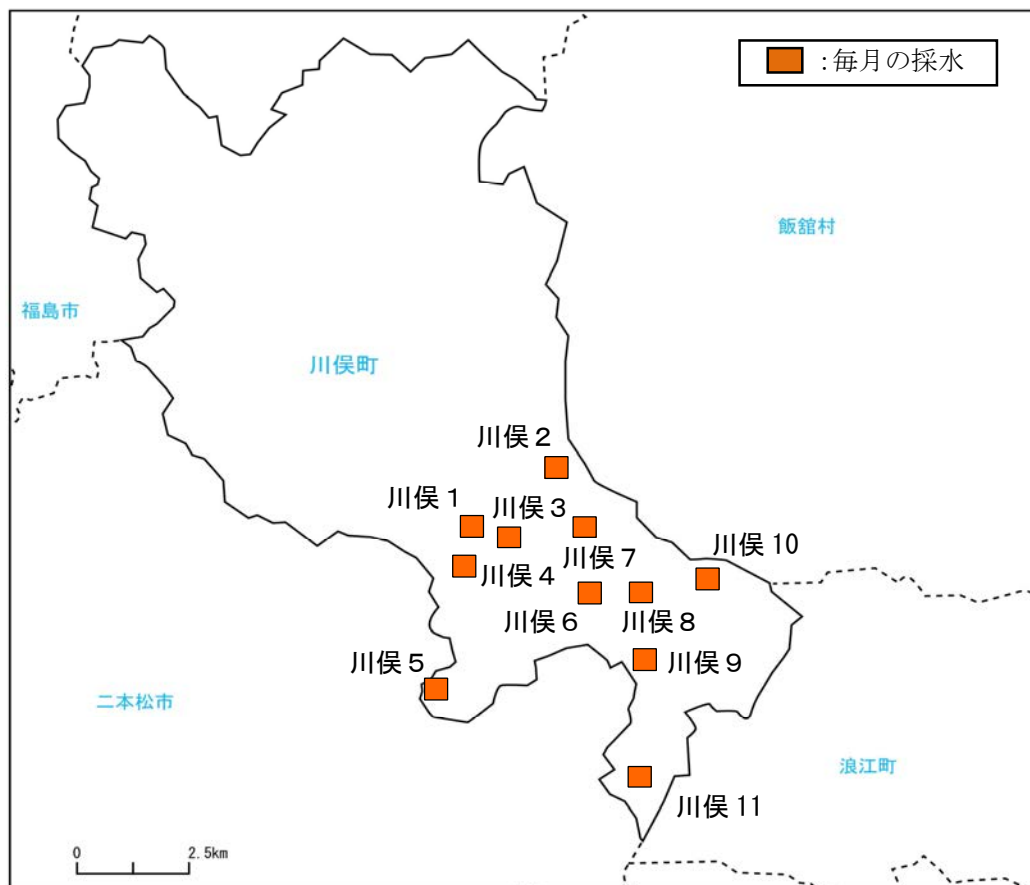 ：毎月の採水
飯舘村
福島市
川俣町
川俣２
川俣１
川俣３
川俣７
川俣 10
川俣４
川俣６
川俣８
川俣５
川俣９
二本松市
浪江町
川俣 11
0 2.5km